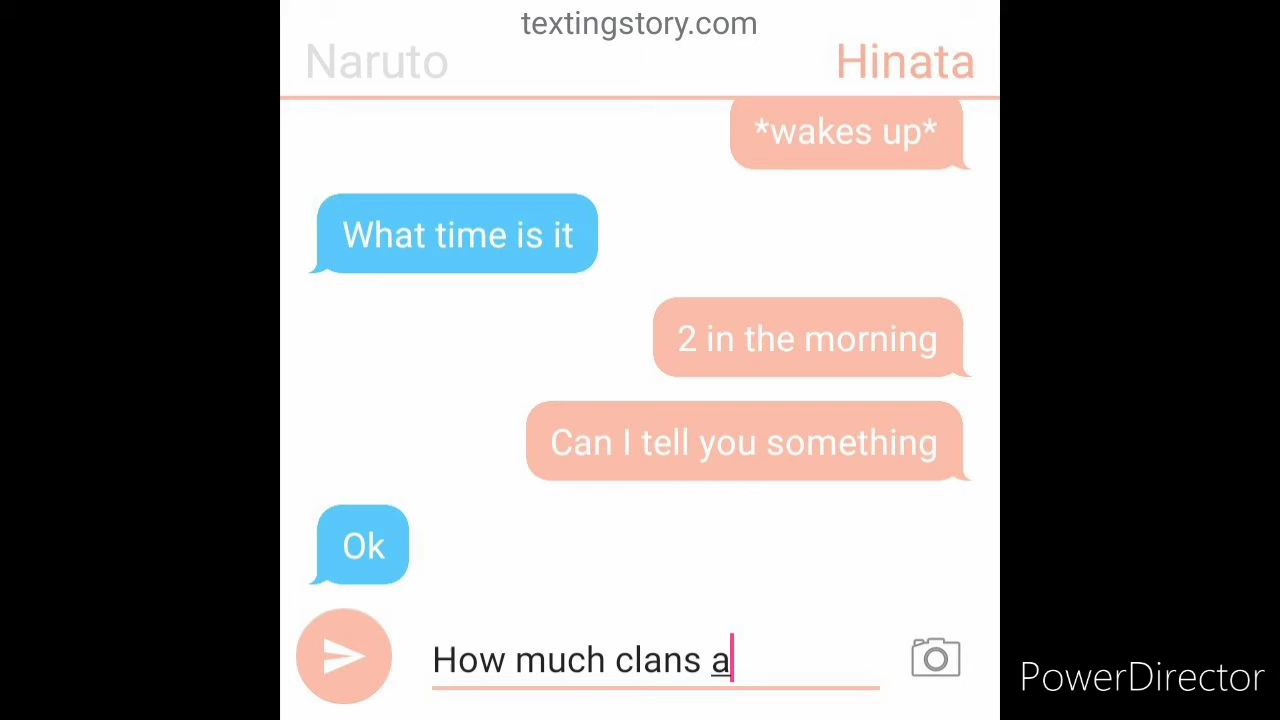 textingstory.com
Naruto
Hinata
*wakes up*
What time is it
2 in the morning
Can I tell you something
Ok
How much clans a
PowerDirector